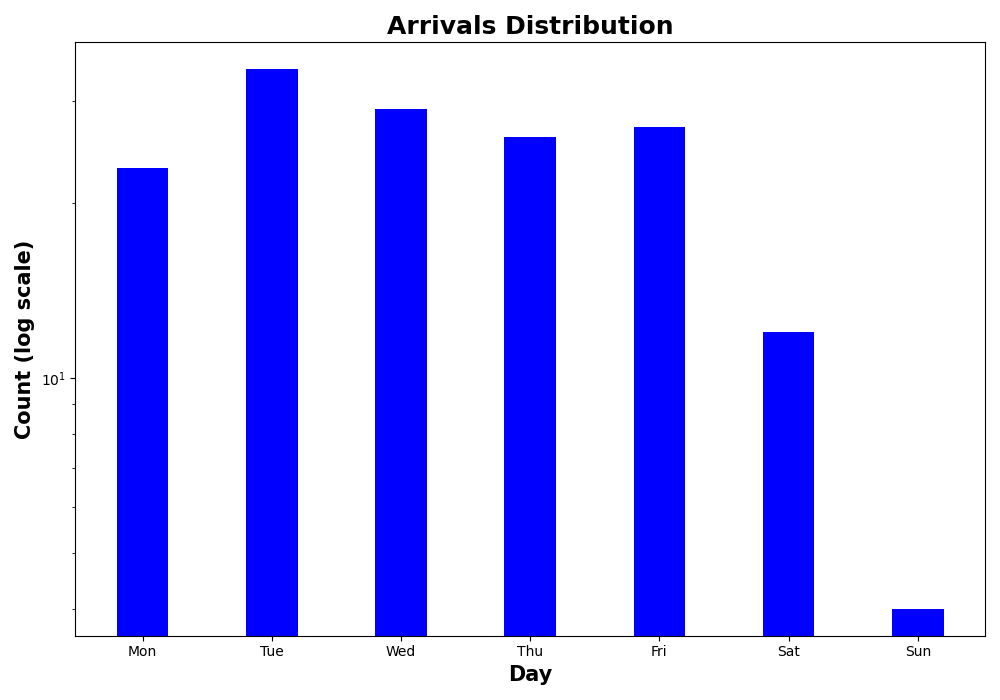 Arrivals Distribution
Count (log scale)
10¹
Mon Tue Wed Thu Fri Sat Sun
Day